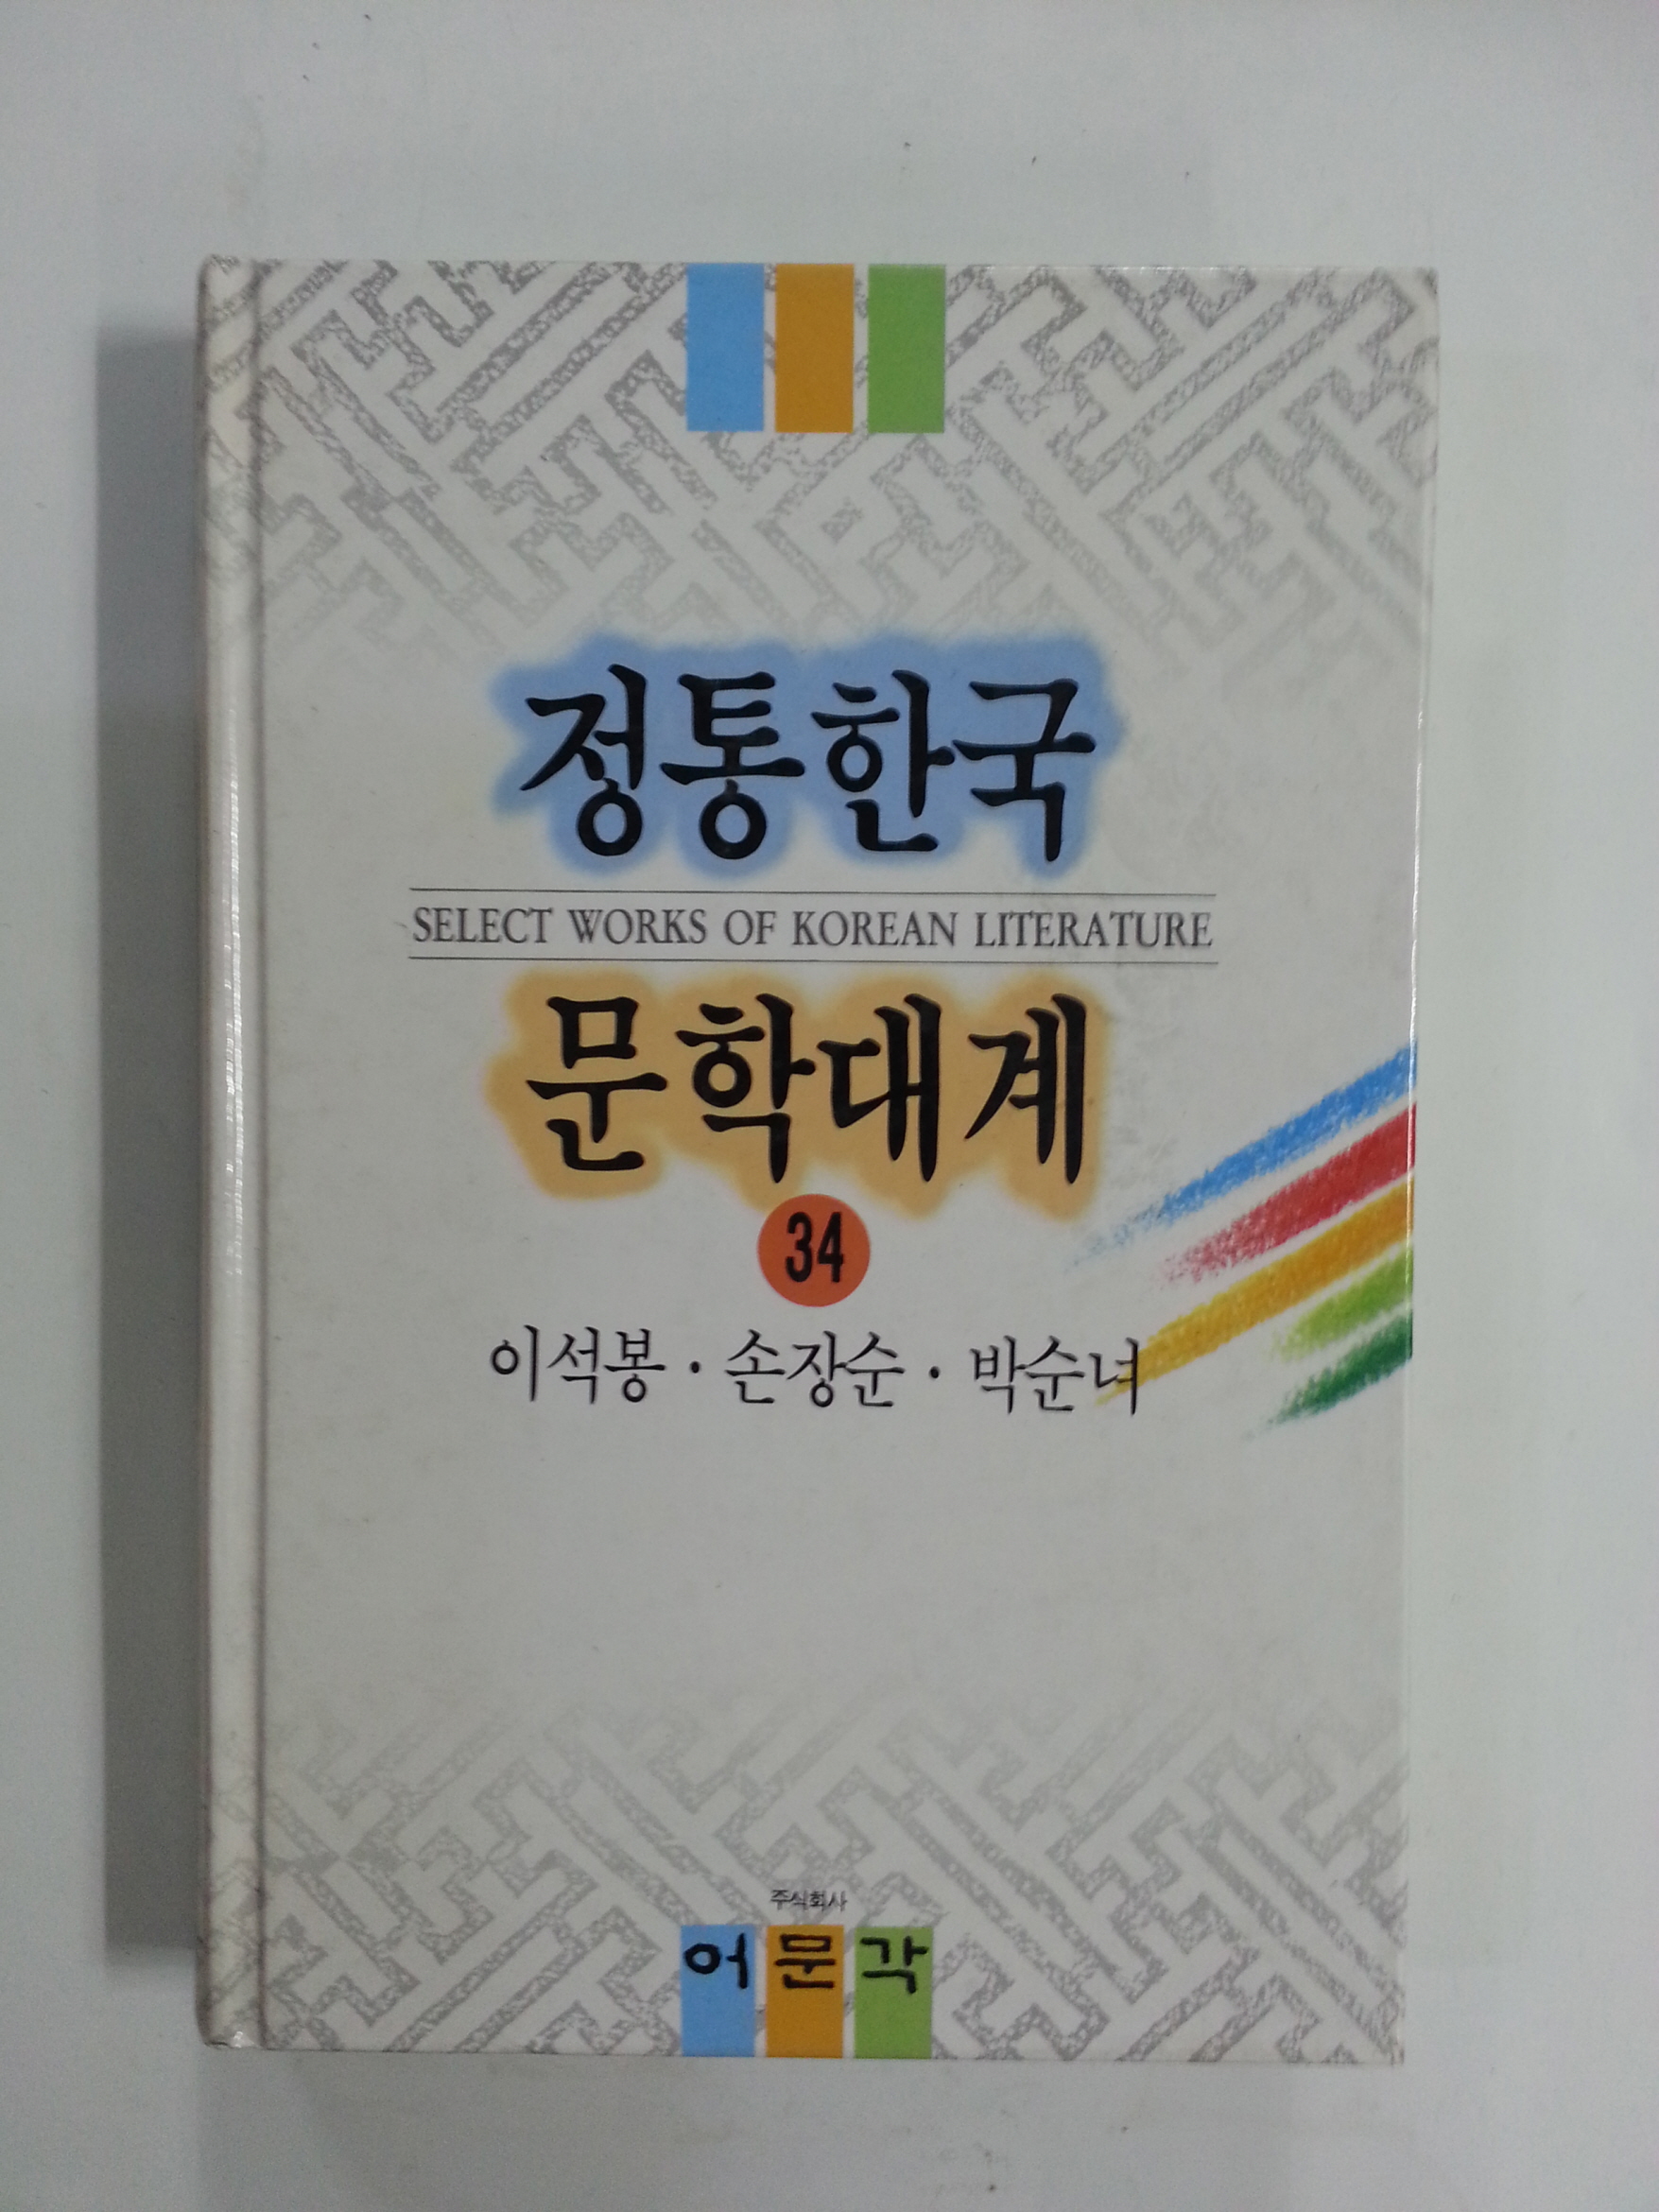 정통한국
SELECT WORKS OF KOREAN LITERATURE
문학대계
34
이석봉·손장순·박순녀
주식회사
어문각